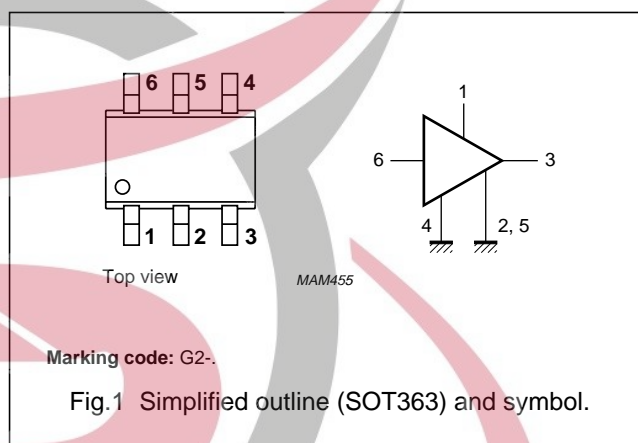 6 5 4
1 2 3
Top view
1
6 3
4 2, 5
MAM455
Marking code: G2-.
Fig.1 Simplified outline (SOT363) and symbol.